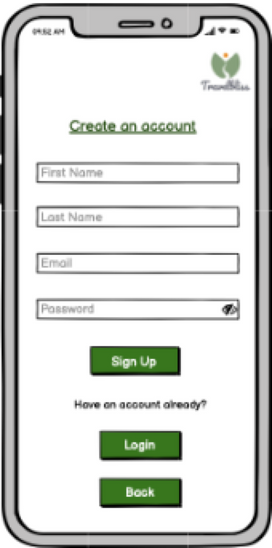 09:52 AM
Travelbliss
Create an account
First Name
Last Name
Email
Password
Sign Up
Have an account already?
Login
Back